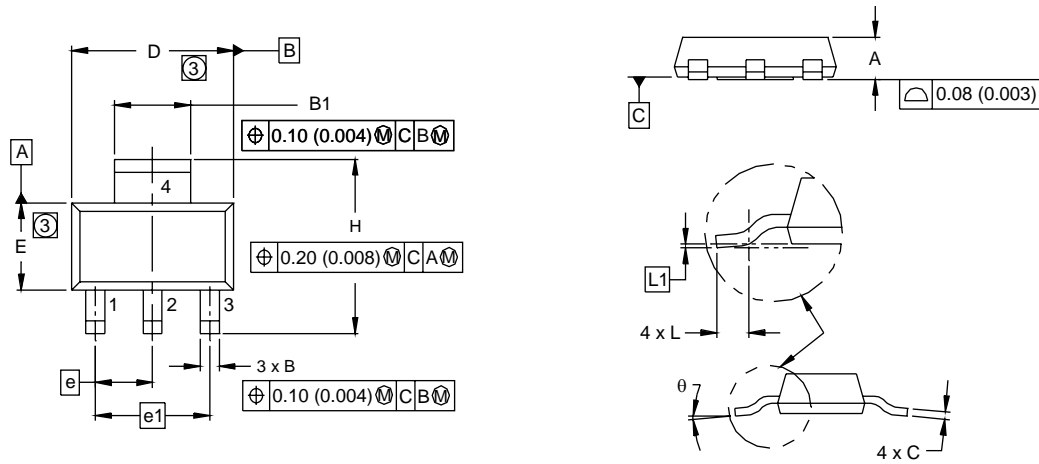 D
③
B
B1
⌖ 0.10 (0.004) Ⓜ C B Ⓜ
A
4
③
E
H
⌖ 0.20 (0.008) Ⓜ C A Ⓜ
1 2 3
3 x B
e
e1
⌖ 0.10 (0.004) Ⓜ C B Ⓜ
A
C
⌓ 0.08 (0.003)
L1
4 x L
θ
4 x C